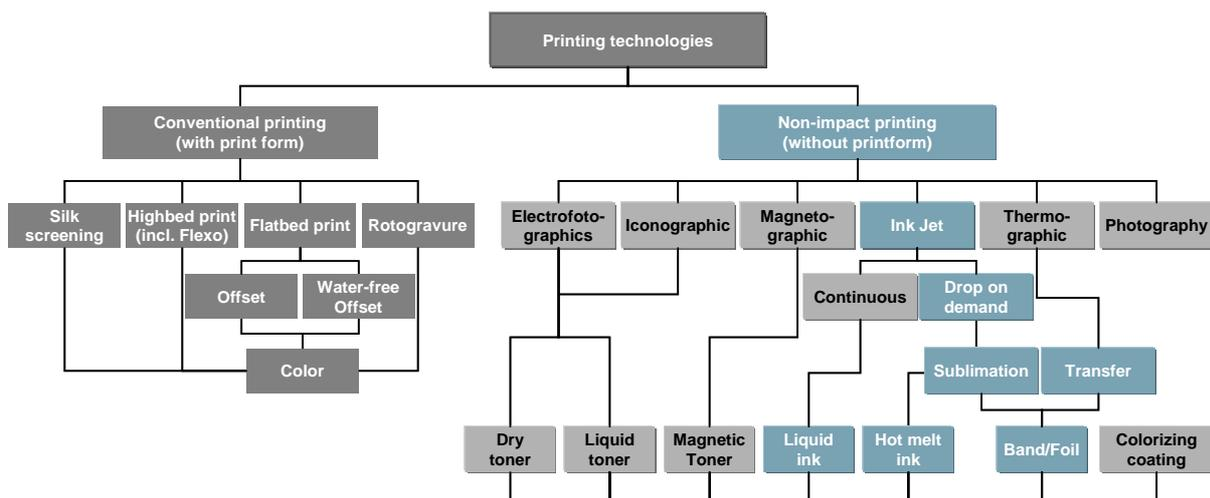 Printing technologies
Conventional printing
(with print form)
Non-impact printing
(without printform)
Silk
screening
Highbed print
(incl. Flexo)
Flatbed print
Rotogravure
Electrofoto-
graphics
Iconographic
Magneto-
graphic
Ink Jet
Thermo-
graphic
Photography
Offset
Water-free
Offset
Continuous
Drop on
demand
Color
Sublimation
Transfer
Dry
toner
Liquid
toner
Magnetic
Toner
Liquid
ink
Hot melt
ink
Band/Foil
Colorizing
coating